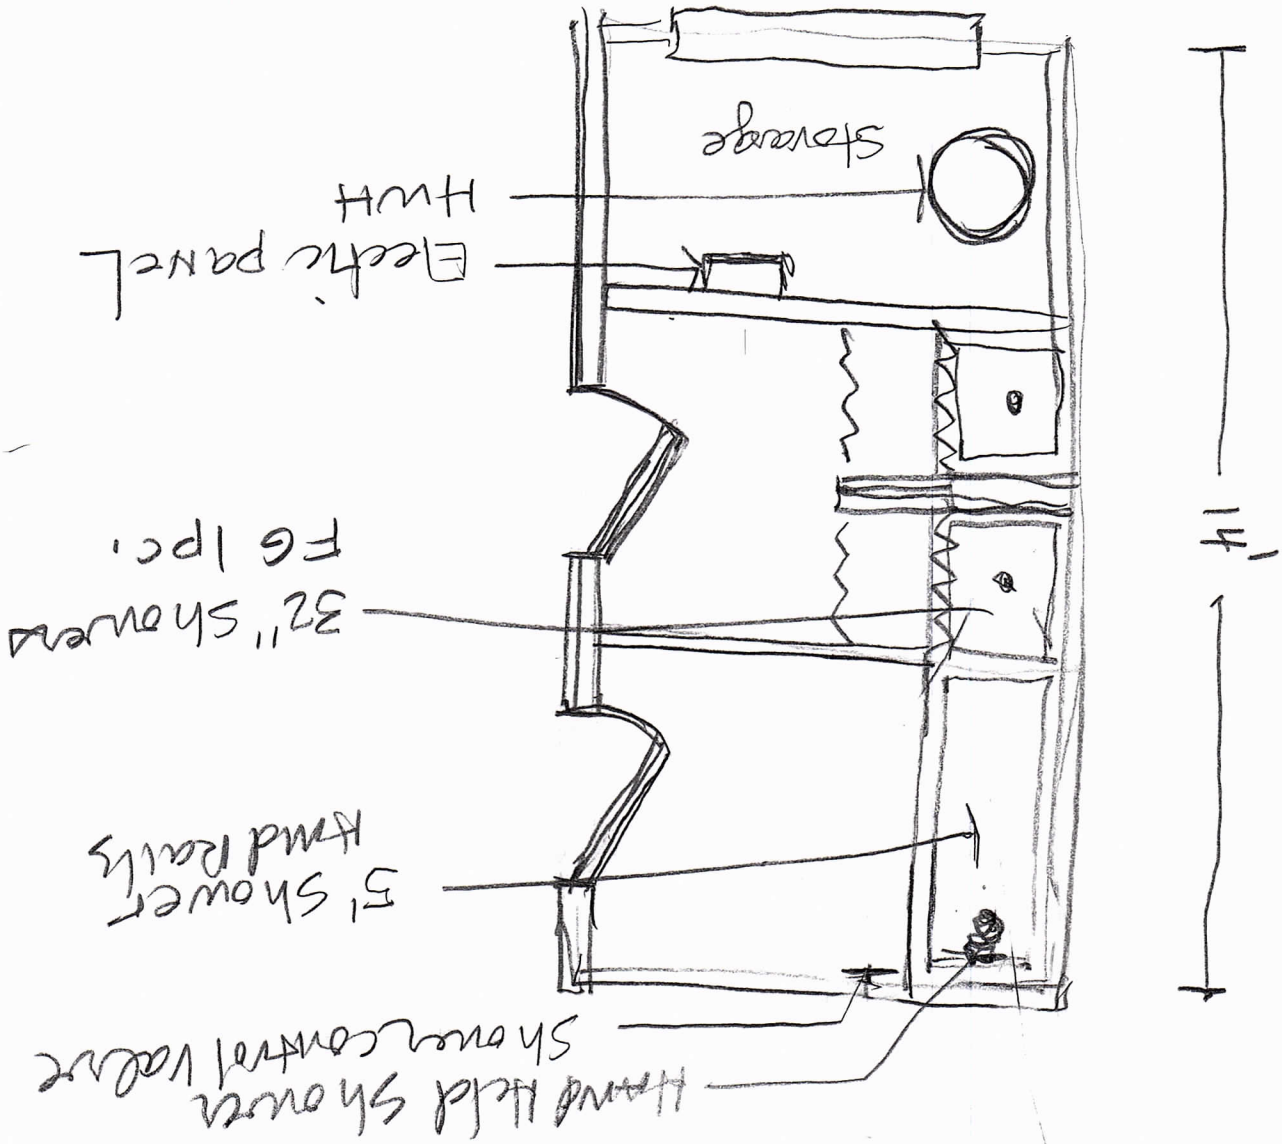 Hand Held Shower
Shower control Valve
5' Shower
Hand Rails
32" Showers
FG 1pc.
Electric panel
HWH
Storage
14'